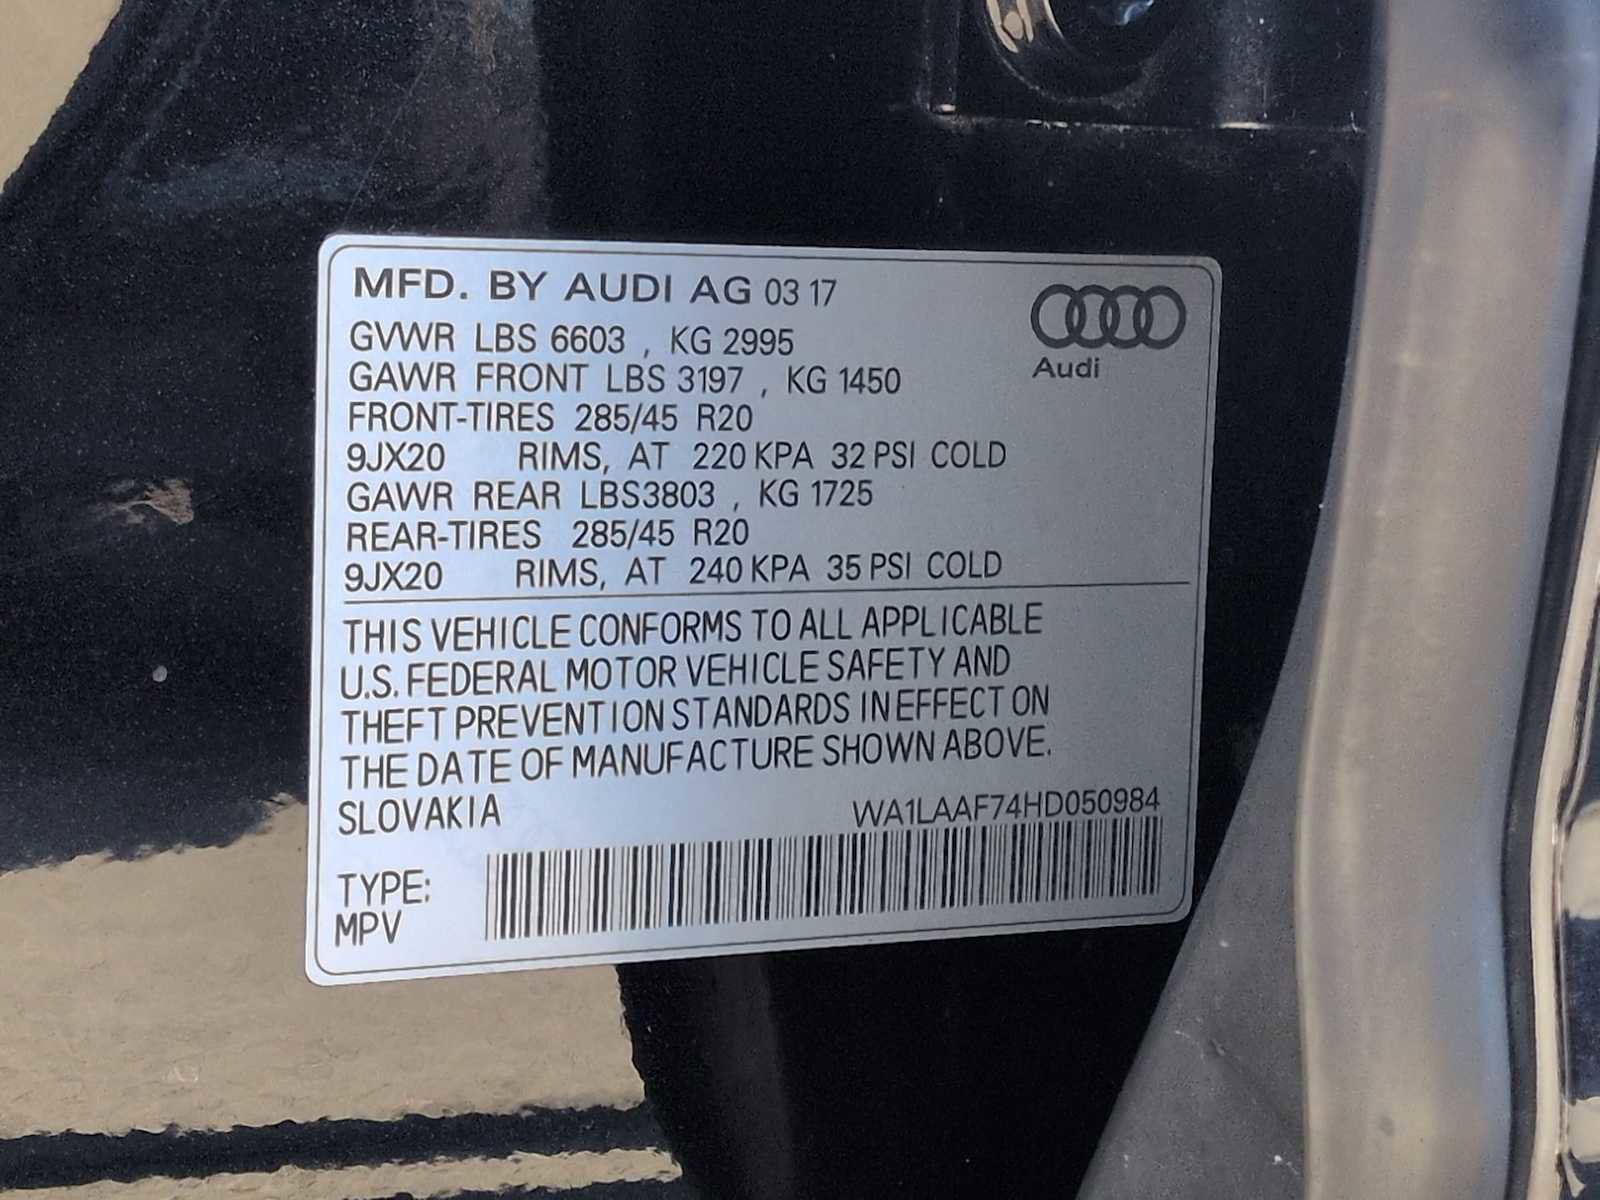 MFD. BY AUDI AG 03 17
GVWR LBS 6603 , KG 2995
GAWR FRONT LBS 3197 , KG 1450
FRONT-TIRES 285/45 R20
9JX20 RIMS, AT 220 KPA 32 PSI COLD
GAWR REAR LBS3803 , KG 1725
REAR-TIRES 285/45 R20
9JX20 RIMS, AT 240 KPA 35 PSI COLD
Audi
THIS VEHICLE CONFORMS TO ALL APPLICABLE
U.S. FEDERAL MOTOR VEHICLE SAFETY AND
THEFT PREVENTION STANDARDS IN EFFECT ON
THE DATE OF MANUFACTURE SHOWN ABOVE.
SLOVAKIA WA1LAAF74HD050984
TYPE:
MPV